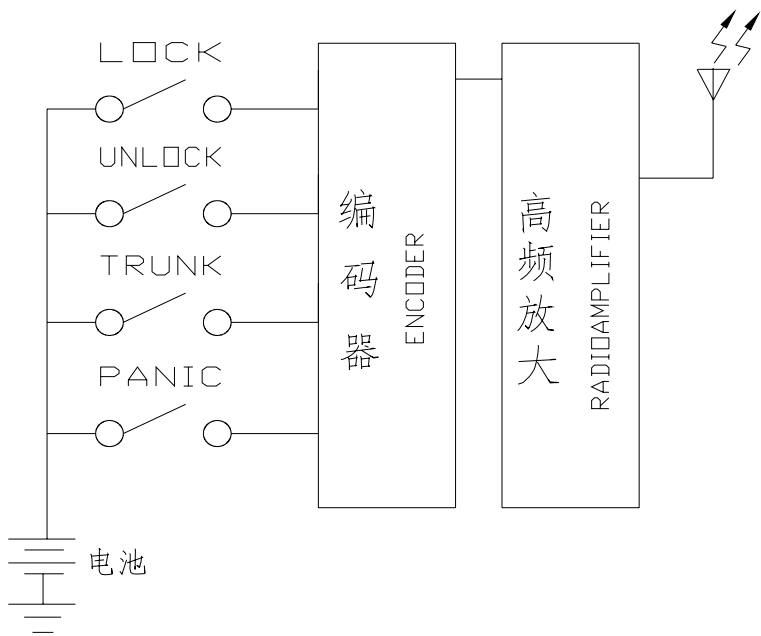 LOCK
UNLOCK
TRUNK
PANIC
编码器
ENCODER
高频放大
RADIOAMPLIFIER
电池